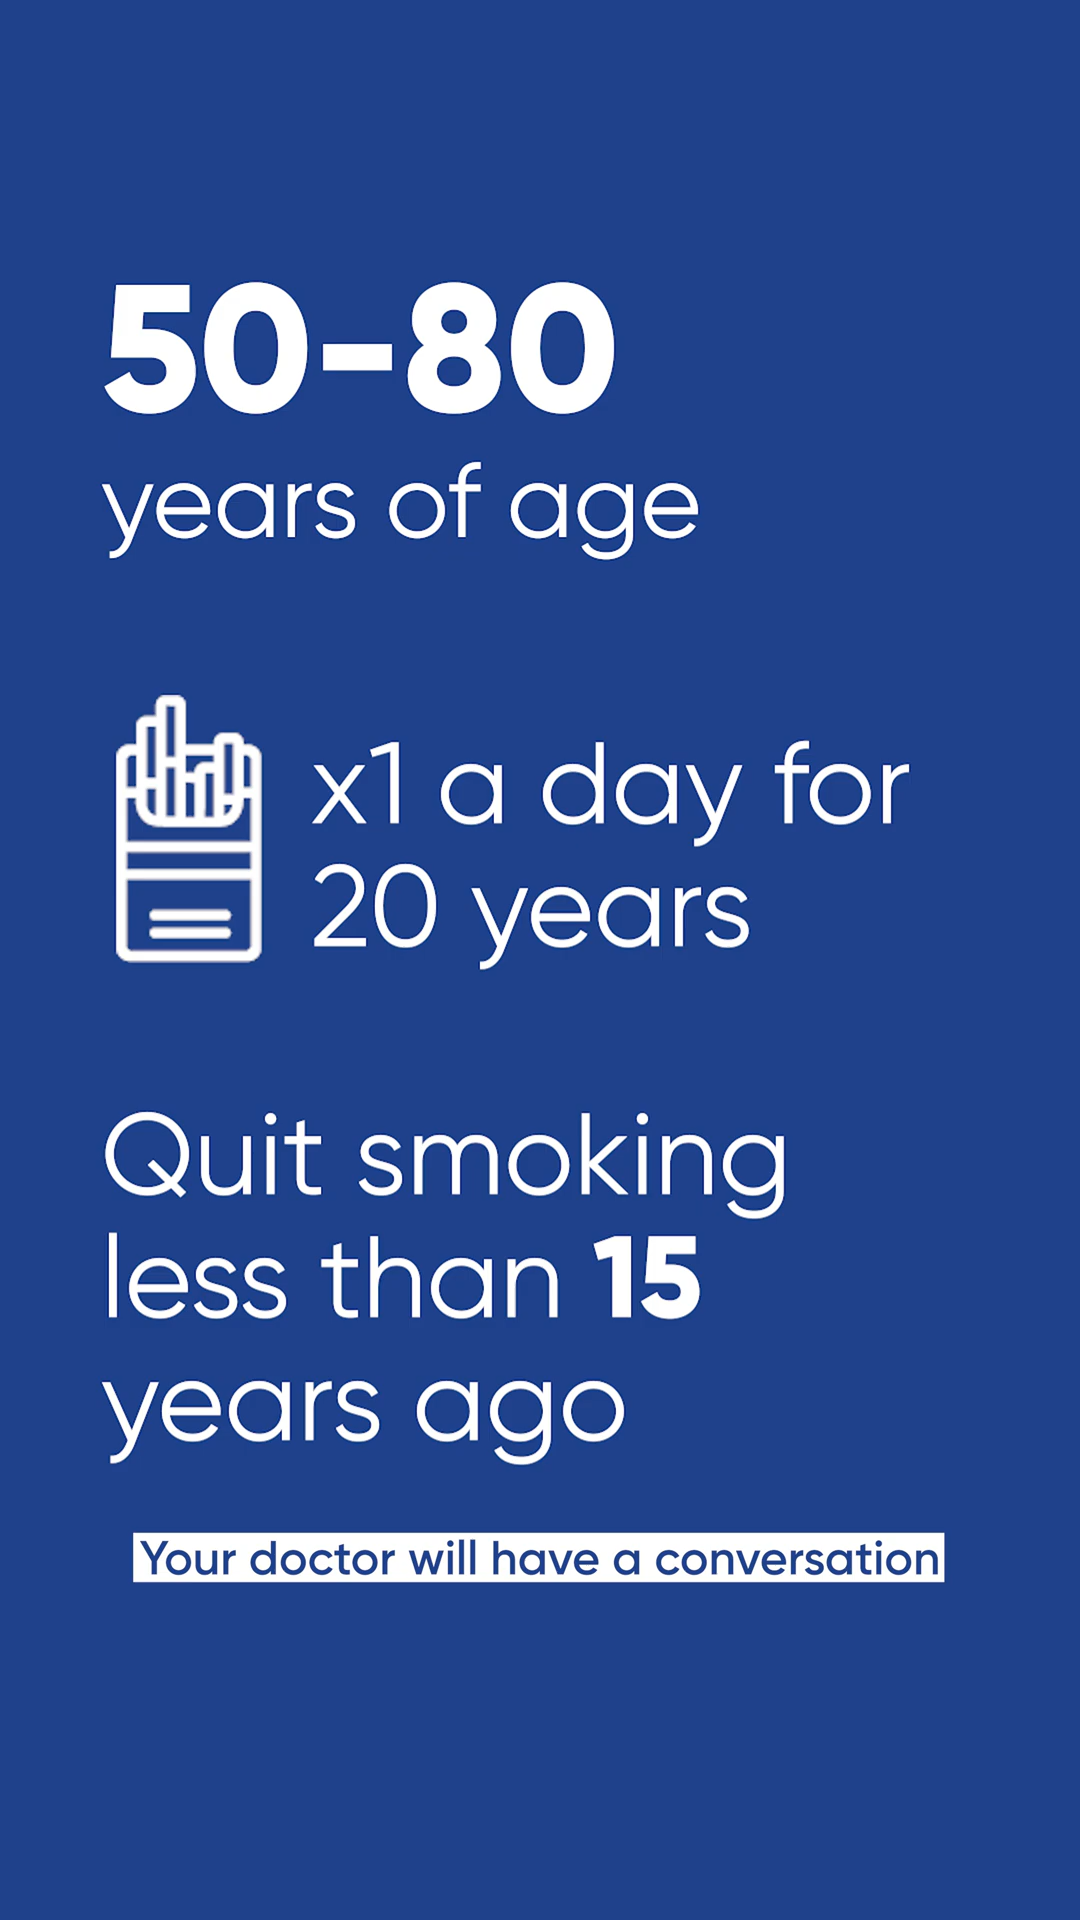 50-80
years of age
x1 a day for
20 years
Quit smoking
less than 15
years ago
Your doctor will have a conversation